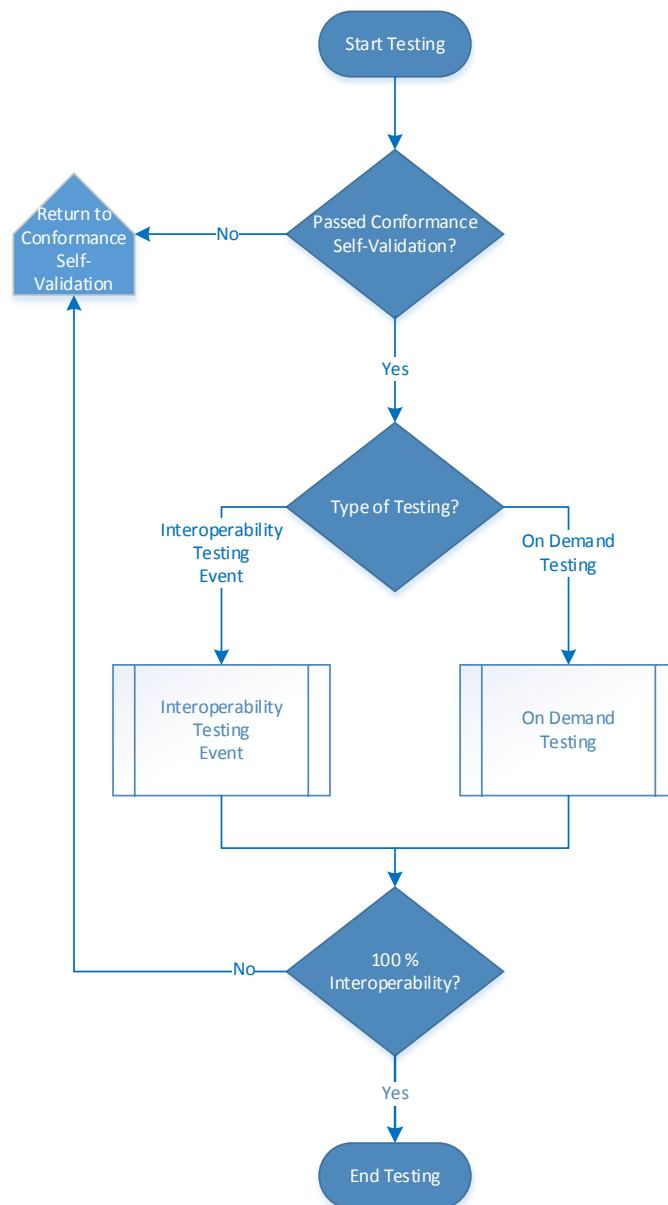 Start Testing
Passed Conformance
Self-Validation?
No
Return to
Conformance
Self-
Validation
Yes
Type of Testing?
Interoperability
Testing
Event
On Demand
Testing
Interoperability
Testing
Event
On Demand
Testing
100 %
Interoperability?
No
Yes
End Testing